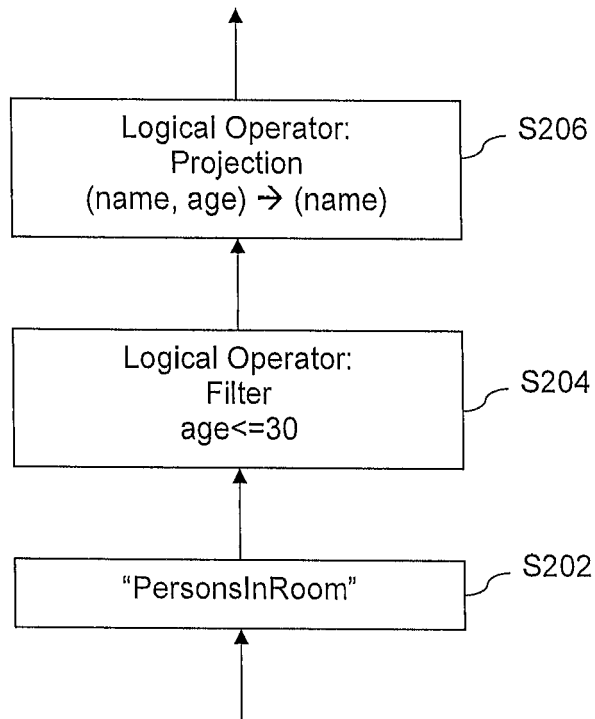 Logical Operator:
Projection
(name, age) → (name)
S206
Logical Operator:
Filter
age<=30
S204
“PersonsInRoom”
S202